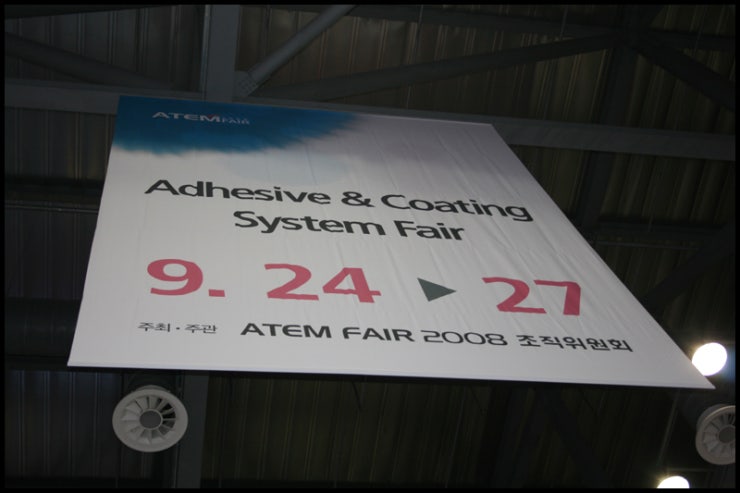 ATEM FAIR
Adhesive & Coating
System Fair
9. 24 ▶ 27
주최 · 주관 ATEM FAIR 2008 조직위원회